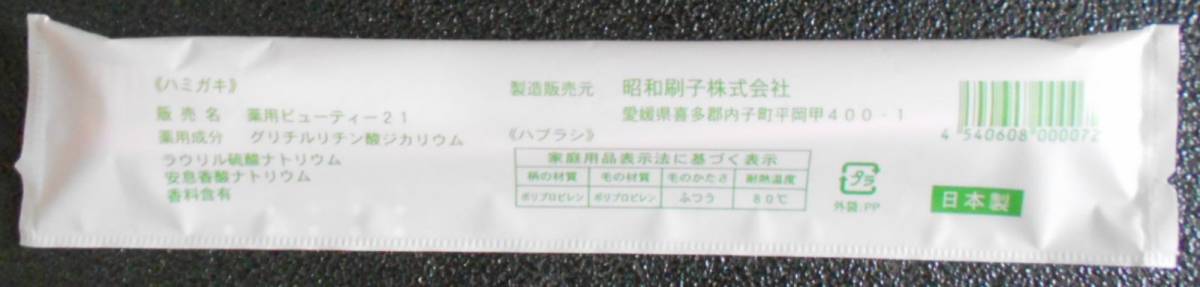 《ハミガキ》
販売名 薬用ビューティー21
薬用成分 グリチルリチン酸ジカリウム
ラウリル硫酸ナトリウム
安息香酸ナトリウム
香料含有
製造販売元 昭和刷子株式会社
愛媛県喜多郡内子町平岡甲400-1
《ハブラシ》
家庭用品表示法に基づく表示
柄の材質 毛の材質 毛のかたさ 耐熱温度
ポリプロピレン ポリプロピレン ふつう 80℃
プラ
外袋:PP
4 540608 000072
日本製